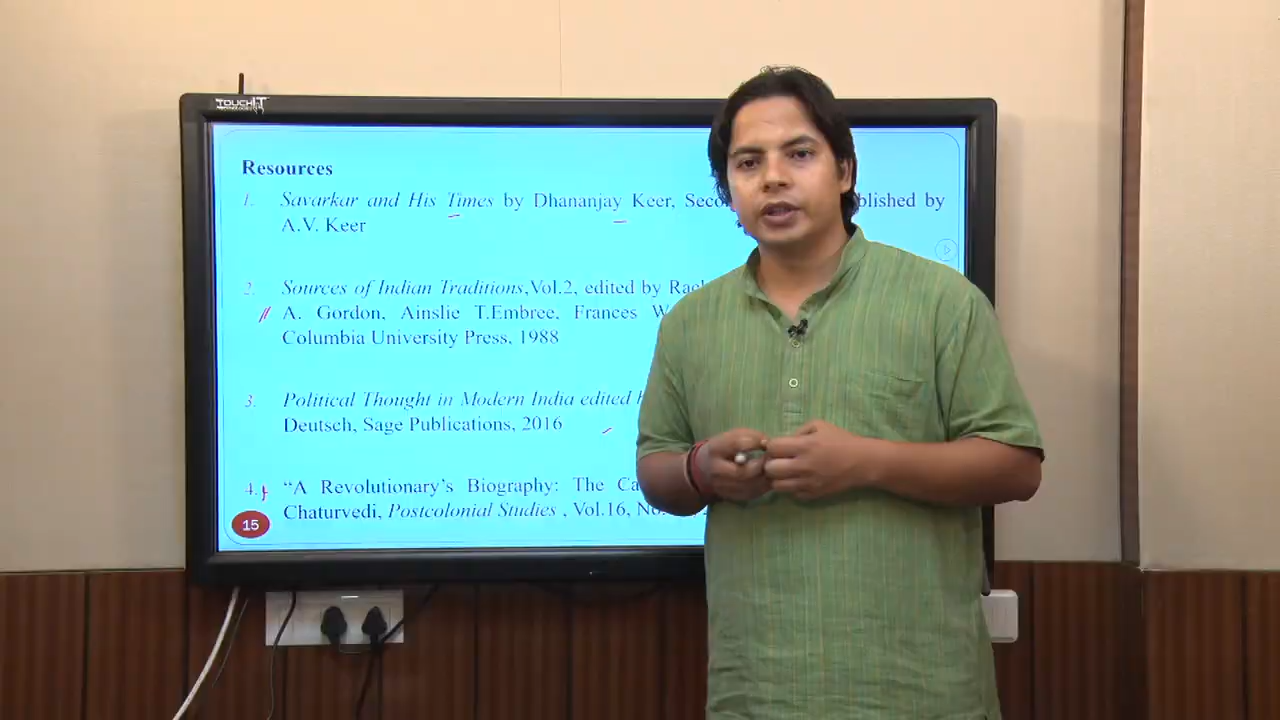 TOUCHIT
Resources
1. Savarkar and His Times by Dhananjay Keer, blished by
A.V. Keer
2. Sources of Indian Traditions,Vol.2, edited by
A. Gordon, Ainslie T.Embree, Frances W
Columbia University Press, 1988
3. Political Thought in Modern India edited
Deutsch, Sage Publications, 2016
4. “A Revolutionary’s Biography: The Ca
Chaturvedi, Postcolonial Studies , Vol.16, No.
15